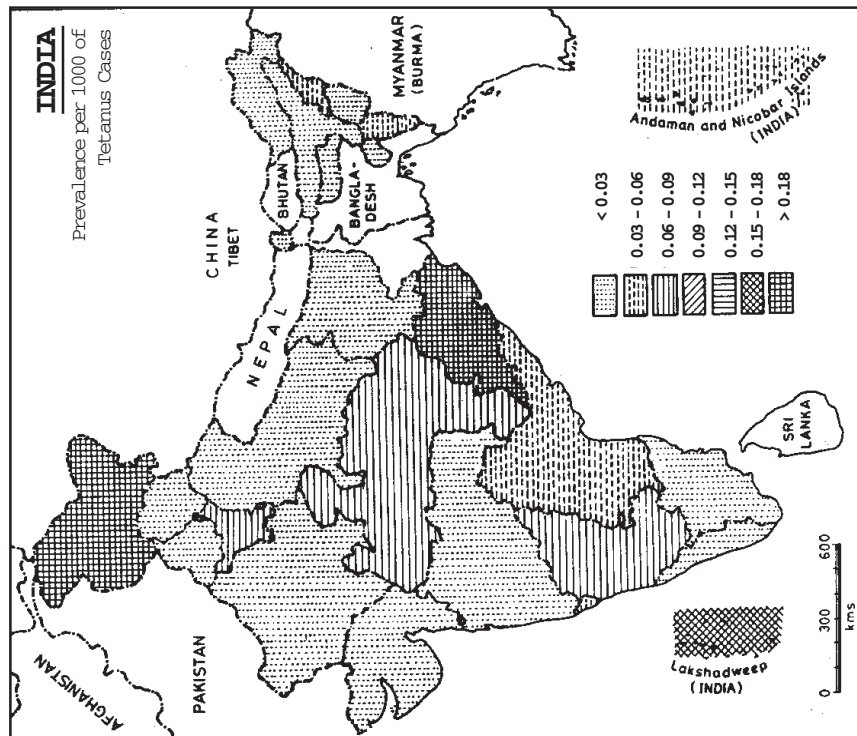 INDIA
Prevalence per 1000 of
Tetanus Cases
AFGHANISTAN
PAKISTAN
CHINA
TIBET
NEPAL
BHUTAN
BANGLA-
DESH
MYANMAR
(BURMA)
SRI
LANKA
Lakshadweep
(INDIA)
Andaman and Nicobar Islands
(INDIA)
< 0.03
0.03 - 0.06
0.06 - 0.09
0.09 - 0.12
0.12 - 0.15
0.15 - 0.18
> 0.18
0 300 600
kms